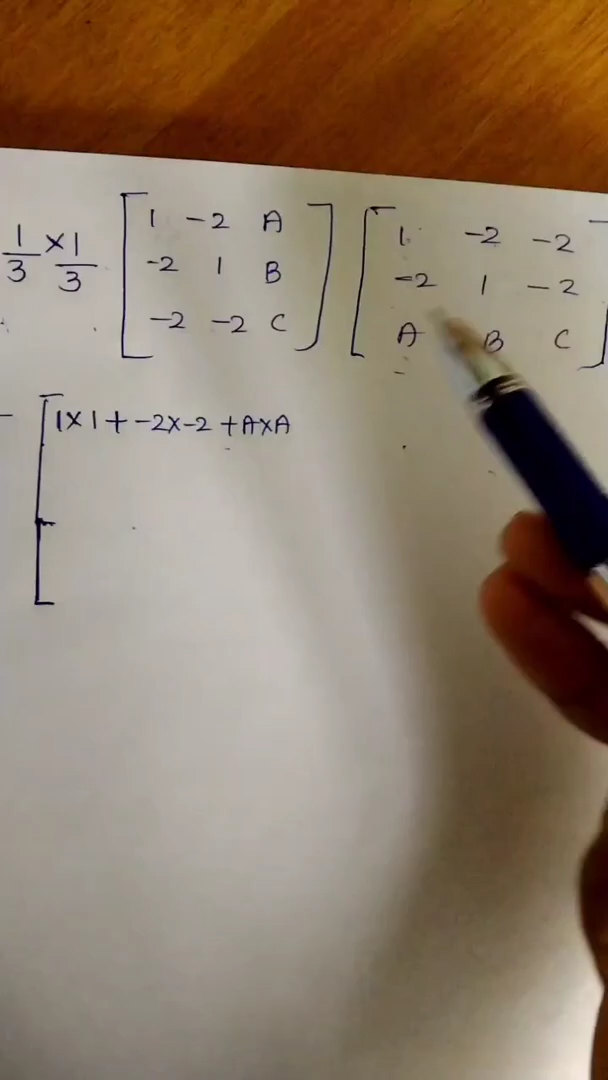 1/3 × 1/3 [ 1 -2 A ] [ 1 -2 -2 ]
[ -2 1 B ] [ -2 1 -2 ]
[ -2 -2 C ] [ A B C ]
[ 1×1 + -2×-2 + A×A